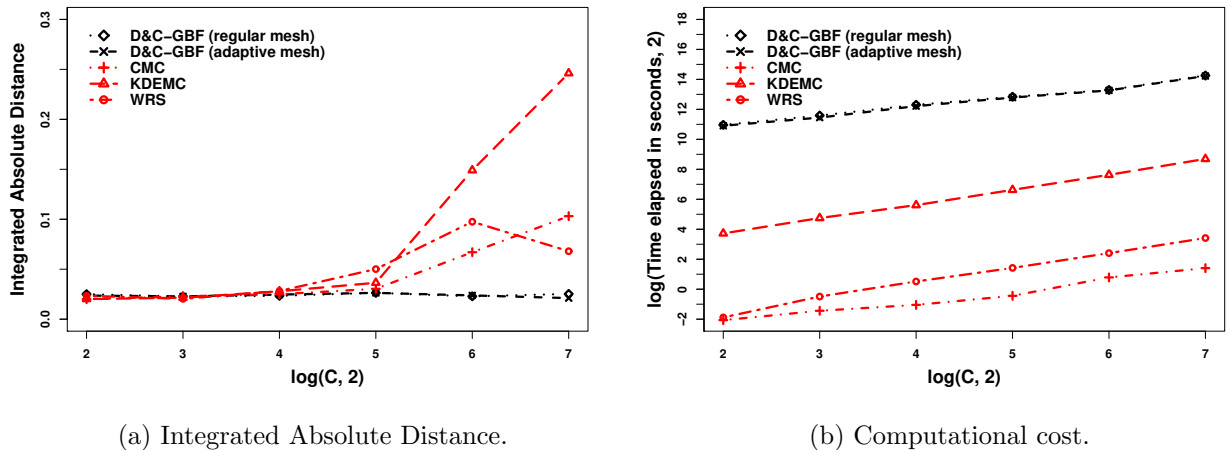 Integrated Absolute Distance
0.3
0.2
0.1
0.0
D&C−GBF (regular mesh)
D&C−GBF (adaptive mesh)
CMC
KDEMC
WRS
2 3 4 5 6 7
log(C, 2)
(a) Integrated Absolute Distance.
log(Time elapsed in seconds, 2)
18
16
14
12
10
8
6
4
2
0
−2
D&C−GBF (regular mesh)
D&C−GBF (adaptive mesh)
CMC
KDEMC
WRS
2 3 4 5 6 7
log(C, 2)
(b) Computational cost.